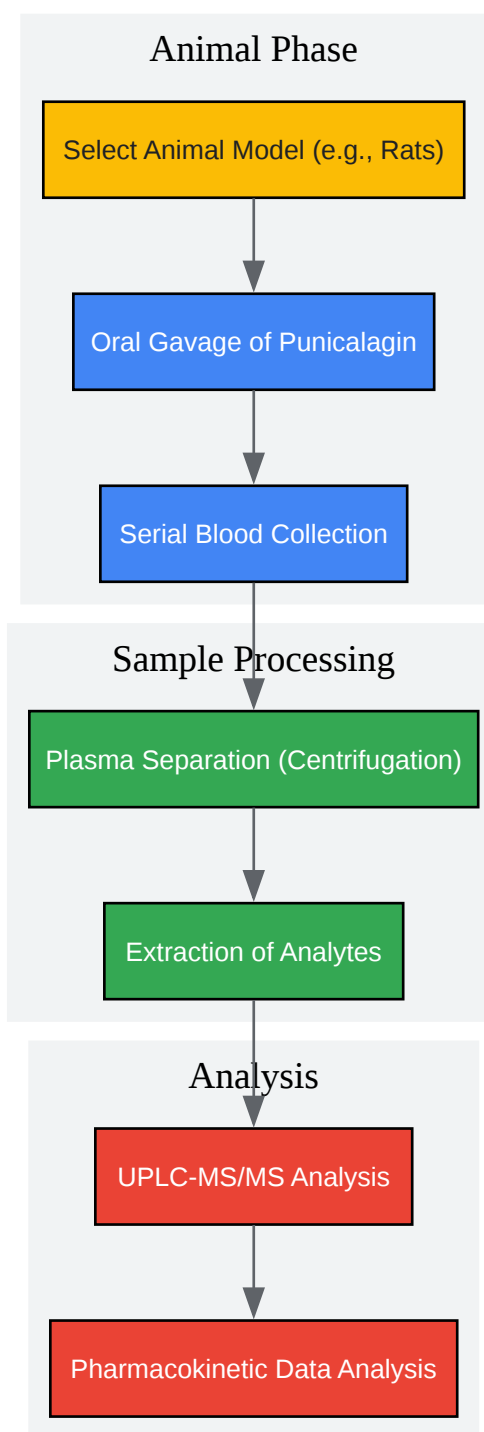 Animal Phase
Select Animal Model (e.g., Rats)
Oral Gavage of Punicalagin
Serial Blood Collection
Sample Processing
Plasma Separation (Centrifugation)
Extraction of Analytes
Analysis
UPLC-MS/MS Analysis
Pharmacokinetic Data Analysis